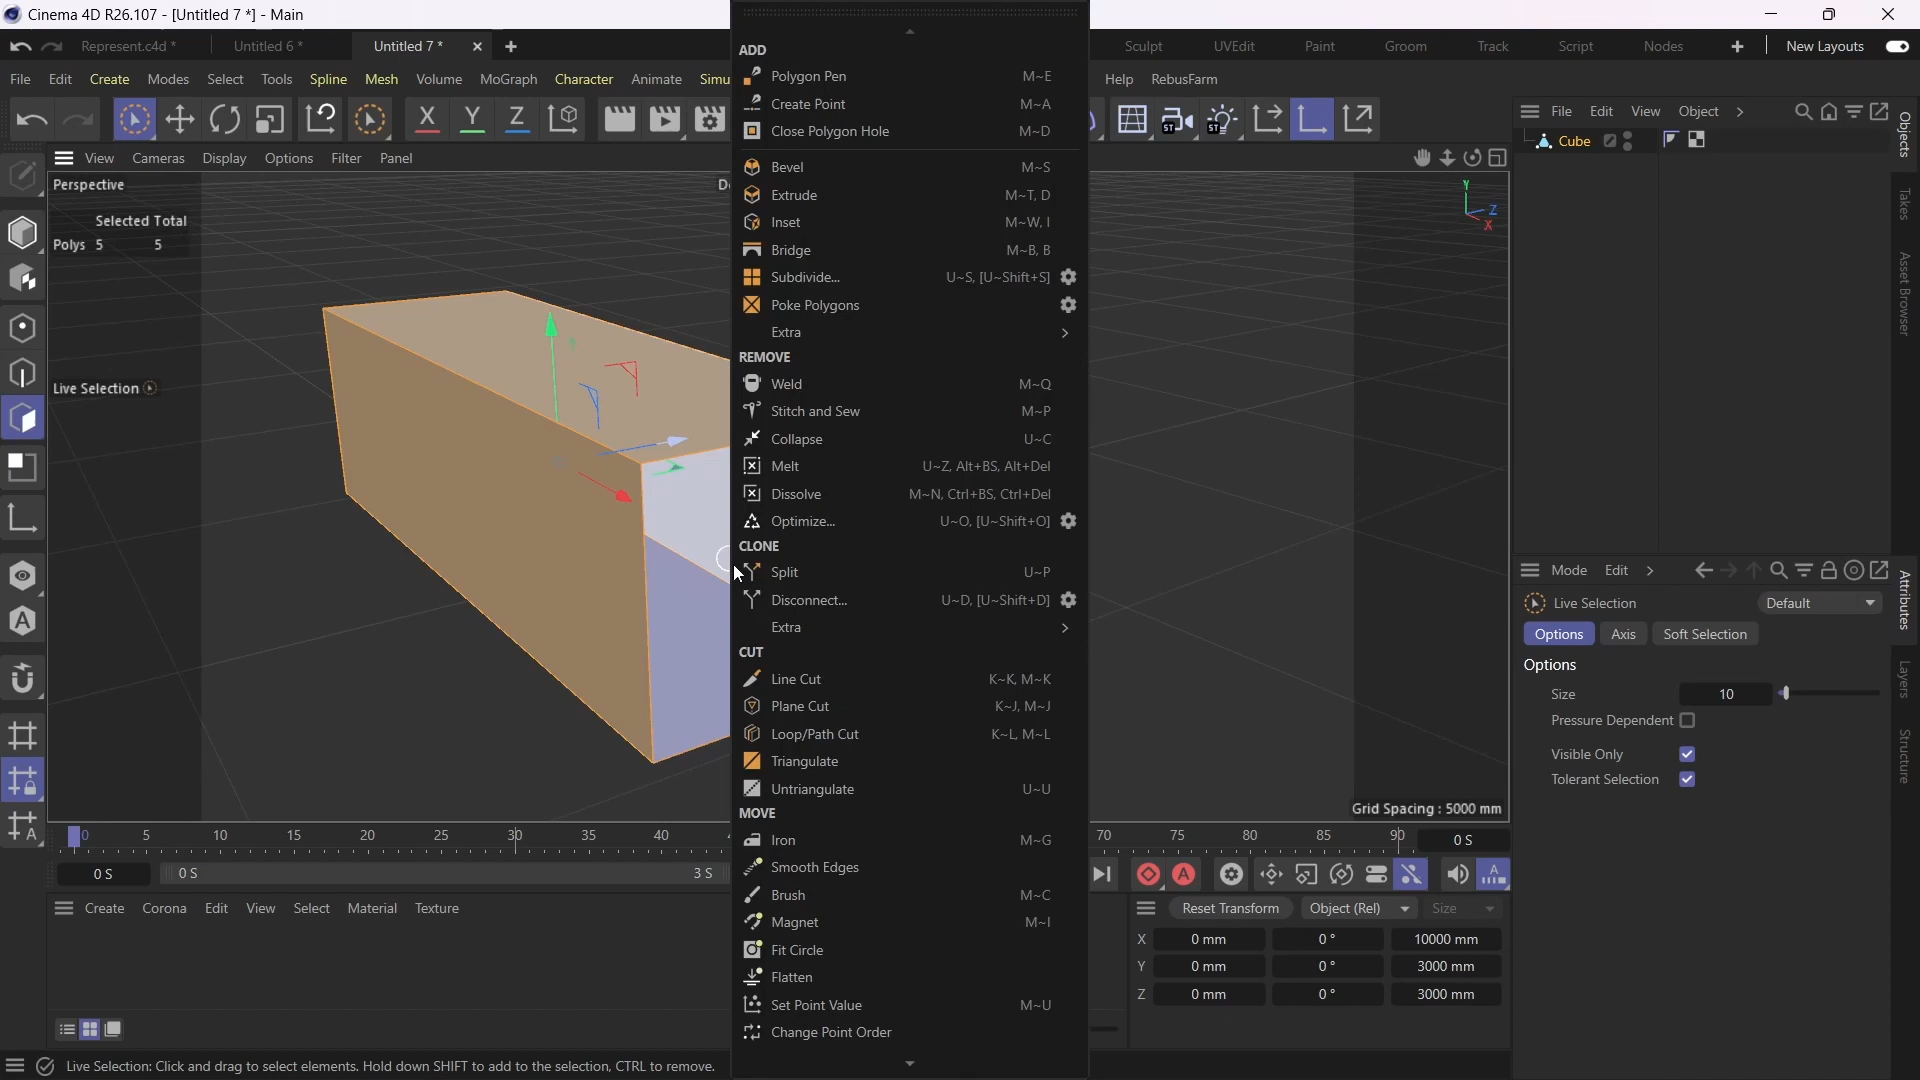 Cinema 4D R26.107 - [Untitled 7 *] - Main
Represent.c4d * Untitled 6 * Untitled 7 * Sculpt UVEdit Paint Groom Track Script Nodes New Layouts
File Edit Create Modes Select Tools Spline Mesh Volume MoGraph Character Animate Simu Help RebusFarm
X Y Z ST ST
File Edit View Object
View Cameras Display Options Filter Panel
Cube
Perspective
De
Selected Total
Polys 5 5
Live Selection
Y
Z
X
Grid Spacing : 5000 mm
ADD
Polygon Pen M~E
Create Point M~A
Close Polygon Hole M~D
Bevel M~S
Extrude M~T, D
Inset M~W, I
Bridge M~B, B
Subdivide... U~S, [U~Shift+S]
Poke Polygons
Extra
REMOVE
Weld M~Q
Stitch and Sew M~P
Collapse U~C
Melt U~Z, Alt+BS, Alt+Del
Dissolve M~N, Ctrl+BS, Ctrl+Del
Optimize... U~O, [U~Shift+O]
CLONE
Split U~P
Disconnect... U~D, [U~Shift+D]
Extra
CUT
Line Cut K~K, M~K
Plane Cut K~J, M~J
Loop/Path Cut K~L, M~L
Triangulate
Untriangulate U~U
MOVE
Iron M~G
Smooth Edges
Brush M~C
Magnet M~I
Fit Circle
Flatten
Set Point Value M~U
Change Point Order
Objects
Takes
Asset Browser
Attributes
Layers
Structure
Mode Edit
Live Selection Default
Options Axis Soft Selection
Options
Size 10
Pressure Dependent
Visible Only
Tolerant Selection
0 5 10 15 20 25 30 35 40 70 75 80 85 90 0 S
0 S 0 S 3 S
Create Corona Edit View Select Material Texture
Reset Transform Object (Rel) Size
X 0 mm 0 ° 10000 mm
Y 0 mm 0 ° 3000 mm
Z 0 mm 0 ° 3000 mm
Live Selection: Click and drag to select elements. Hold down SHIFT to add to the selection, CTRL to remove.